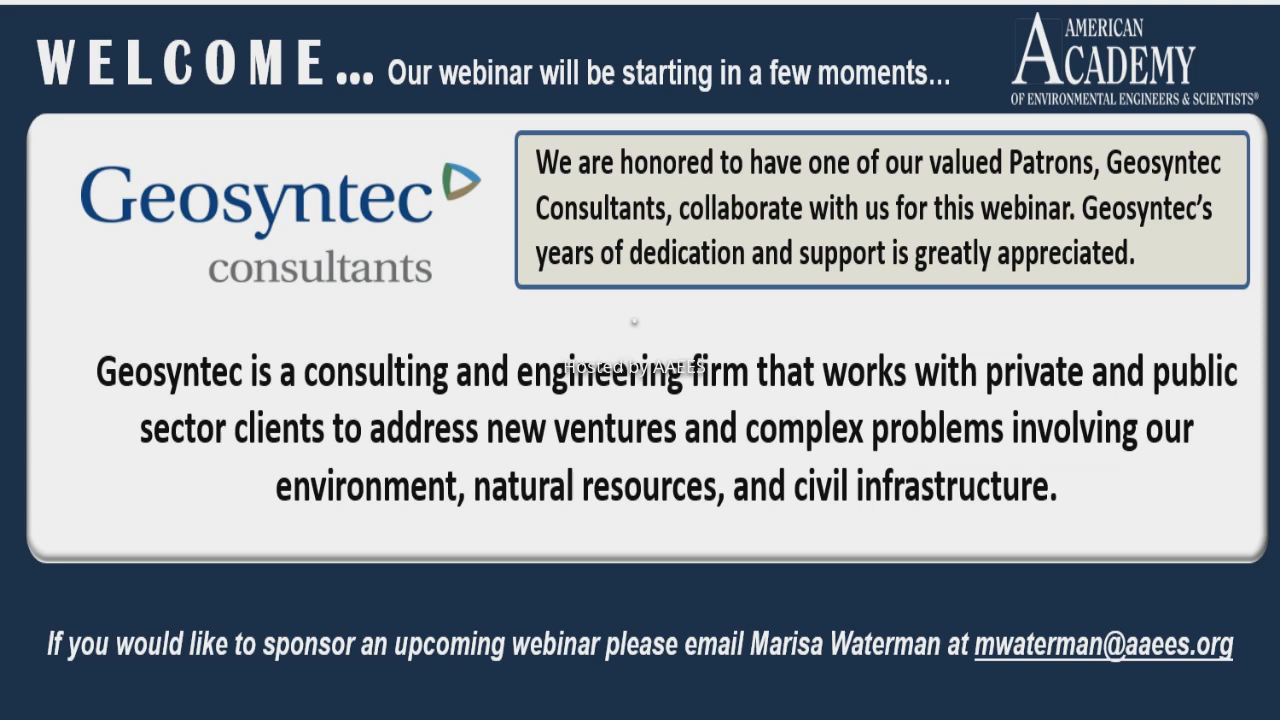 WELCOME... Our webinar will be starting in a few moments...
AMERICAN
ACADEMY
OF ENVIRONMENTAL ENGINEERS & SCIENTISTS®
Geosyntec
consultants
We are honored to have one of our valued Patrons, Geosyntec
Consultants, collaborate with us for this webinar. Geosyntec’s
years of dedication and support is greatly appreciated.
Hosted by AAEES
Geosyntec is a consulting and engineering firm that works with private and public
sector clients to address new ventures and complex problems involving our
environment, natural resources, and civil infrastructure.
If you would like to sponsor an upcoming webinar please email Marisa Waterman at mwaterman@aaees.org